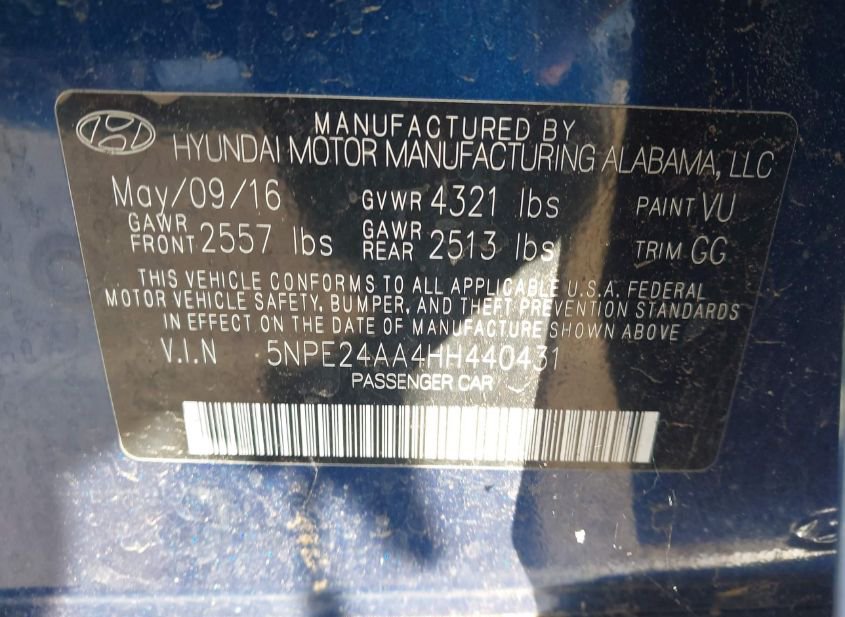 MANUFACTURED BY
HYUNDAI MOTOR MANUFACTURING ALABAMA, LLC
May/09/16 GVWR 4321 lbs PAINT VU
GAWR FRONT 2557 lbs GAWR REAR 2513 lbs TRIM GG
THIS VEHICLE CONFORMS TO ALL APPLICABLE U.S.A. FEDERAL
MOTOR VEHICLE SAFETY, BUMPER, AND THEFT PREVENTION STANDARDS
IN EFFECT ON THE DATE OF MANUFACTURE SHOWN ABOVE
V.I.N 5NPE24AA4HH440431
PASSENGER CAR